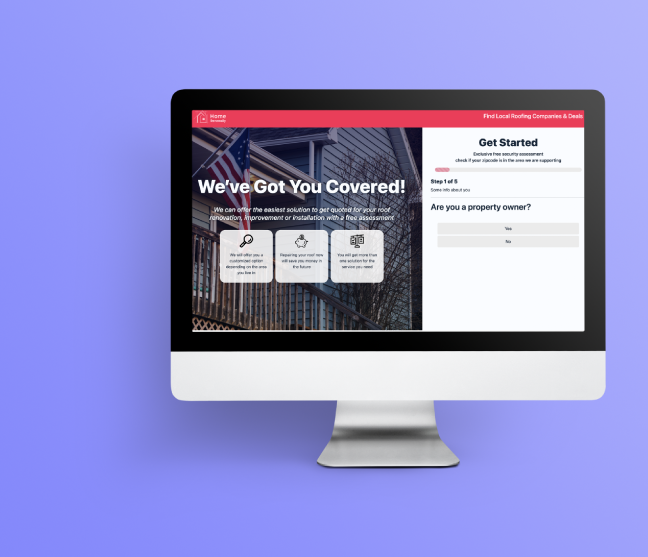 Home
Find Local Roofing Companies & Deals
We've Got You Covered!
We can offer the easiest solution to get quoted for your roof
renovation, improvement or installation with a free assessment
We will offer you a
customized option
depending on the area
you live in
Repairing your roof now
will save you money in
the future
You will get more than
one solution for the
service you need
Get Started
Exclusive free security assessment
check if your zipcode is in the area we are supporting
Step 1 of 5
Some info about you
Are you a property owner?
Yes
No